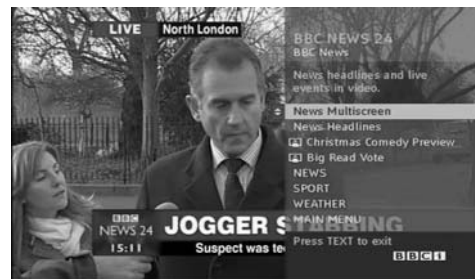 LIVE North London
BBC NEWS 24
BBC News
News headlines and live
events in video.
News Multiscreen
News Headlines
Christmas Comedy Preview
Big Read Vote
NEWS
SPORT
WEATHER
MAIN MENU
Press TEXT to exit
BBCi
BBC
NEWS 24
15:11
JOGGER STABBING
Suspect was